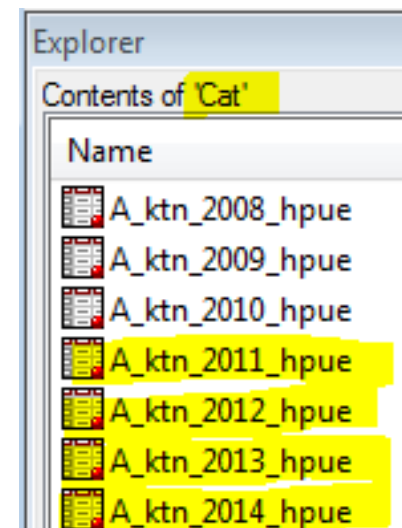 Explorer
Contents of 'Cat'
Name
A_ktn_2008_hpue
A_ktn_2009_hpue
A_ktn_2010_hpue
A_ktn_2011_hpue
A_ktn_2012_hpue
A_ktn_2013_hpue
A_ktn_2014_hpue